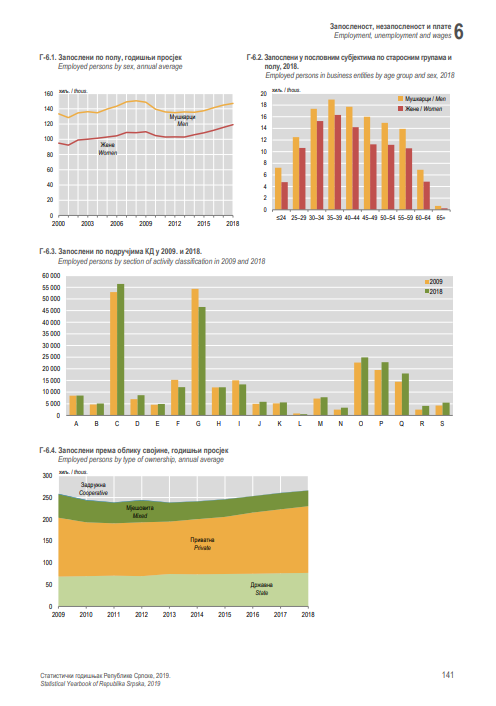 Запосленост, незапосленост и плате
Employment, unemployment and wages
6
Г-6.1. Запослени по полу, годишњи просјек
Employed persons by sex, annual average
хиљ. / thous.
160
140
120
100
80
60
40
20
0
Мушкарци
Men
Жене
Women
2000 2003 2006 2009 2012 2015 2018
Г-6.2. Запослени у пословним субјектима по старосним групама и
полу, 2018.
Employed persons in business entities by age group and sex, 2018
хиљ. / thous.
20
18
16
14
12
10
8
6
4
2
0
Мушкарци / Men
Жене / Women
≤24 25–29 30–34 35–39 40–44 45–49 50–54 55–59 60–64 65+
Г-6.3. Запослени по подручјима КД у 2009. и 2018.
Employed persons by section of activity classification in 2009 and 2018
60 000
55 000
50 000
45 000
40 000
35 000
30 000
25 000
20 000
15 000
10 000
5 000
0
2009
2018
A B C D E F G H I J K L M N O P Q R S
Г-6.4. Запослени према облику својине, годишњи просјек
Employed persons by type of ownership, annual average
хиљ. / thous.
300
250
200
150
100
50
0
Задружна
Cooperative
Мјешовита
Mixed
Приватна
Private
Државна
State
2009 2010 2011 2012 2013 2014 2015 2016 2017 2018
Статистички годишњак Републике Српске, 2019.
Statistical Yearbook of Republika Srpska, 2019
141